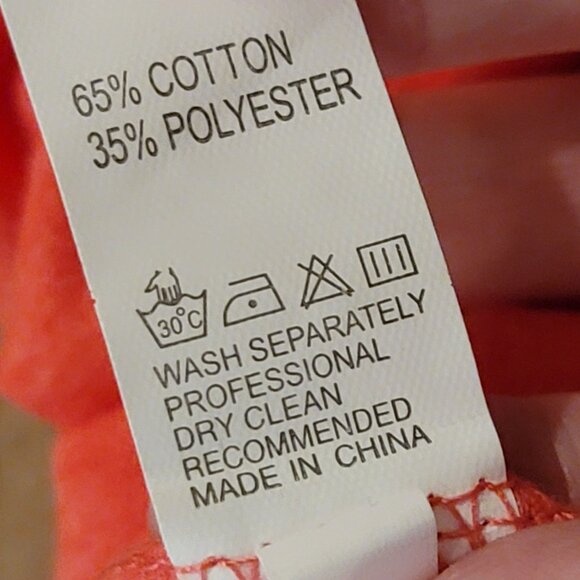 65% COTTON
35% POLYESTER
30°C
WASH SEPARATELY
PROFESSIONAL
DRY CLEAN
RECOMMENDED
MADE IN CHINA